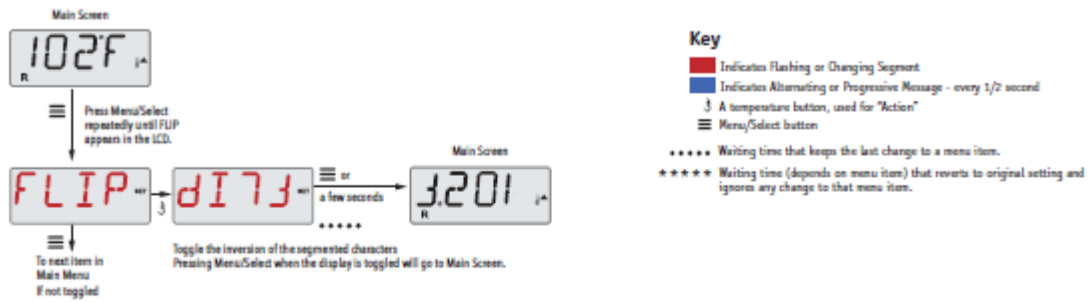 Main Screen
102°F
R
Press Menu/Select
repeatedly until FLIP
appears in the LCD.
FLIP
or
a few seconds
.....
Main Screen
R
To next item in
Main Menu
If not toggled
Toggle the inversion of the segmented characters
Pressing Menu/Select when the display is toggled will go to Main Screen.
Key
Indicates Flashing or Changing Segment
Indicates Alternating or Progressive Message - every 1/2 second
A temperature button, used for "Action"
Menu/Select button
..... Waiting time that keeps the last change to a menu item.
***** Waiting time (depends on menu item) that reverts to original setting and
ignores any change to that menu item.